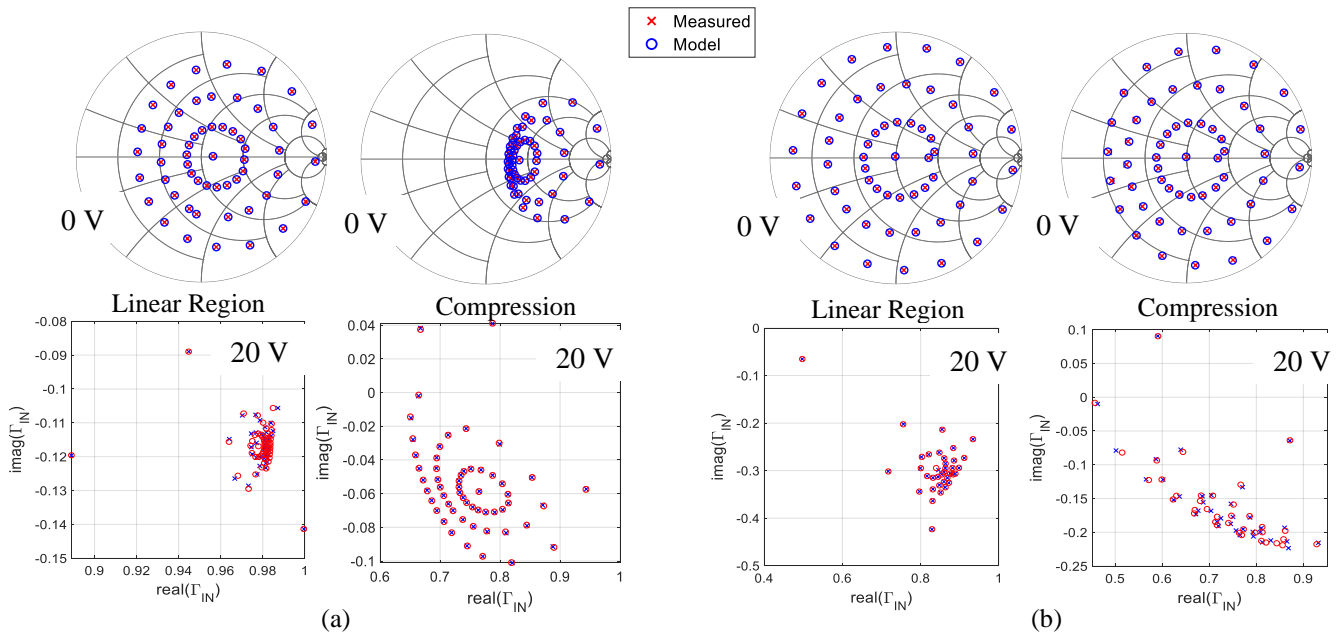 Measured
Model
0 V
0 V
0 V
0 V
Linear Region
Compression
Linear Region
Compression
20 V
-0.08
-0.09
-0.1
-0.11
-0.12
-0.13
-0.14
-0.15
imag(Γ_IN)
0.9
0.92
0.94
0.96
0.98
1
real(Γ_IN)
20 V
0.04
0.02
0
-0.02
-0.04
-0.06
-0.08
-0.1
imag(Γ_IN)
0.6
0.7
0.8
0.9
1
real(Γ_IN)
20 V
0
-0.1
-0.2
-0.3
-0.4
-0.5
imag(Γ_IN)
0.4
0.6
0.8
1
real(Γ_IN)
20 V
0.1
0.05
0
-0.05
-0.1
-0.15
-0.2
-0.25
imag(Γ_IN)
0.5
0.6
0.7
0.8
0.9
real(Γ_IN)
(a)
(b)